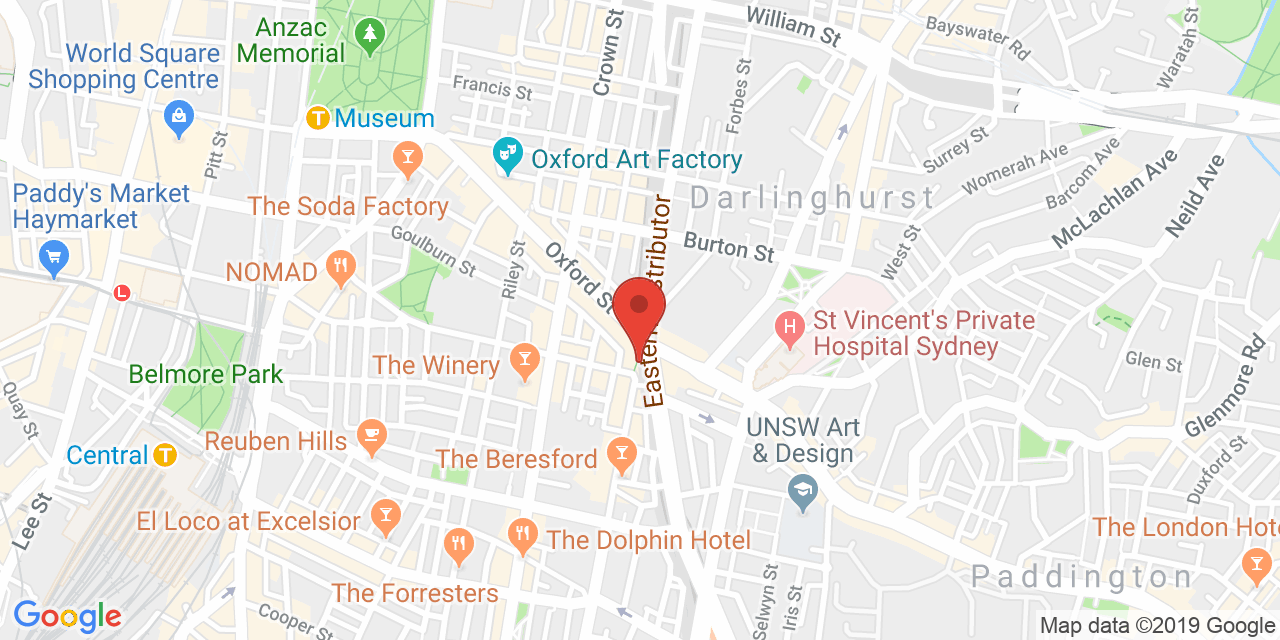 William St
Bayswater Rd
Waratah St
Anzac
Memorial
World Square
Shopping Centre
Crown St
Francis St
Forbes St
T Museum
Pitt St
Oxford Art Factory
Surrey St
Womerah Ave
Barcom Ave
McLachlan Ave
Neild Ave
Paddy's Market
Haymarket
The Soda Factory
Darlinghurst
Goulburn St
Riley St
Oxford St
Burton St
West St
NOMAD
L
Eastern
stributor
H
St Vincent's Private
Hospital Sydney
The Winery
Belmore Park
Glen St
Glenmore Rd
Quay St
Reuben Hills
Central T
The Beresford
UNSW Art
& Design
Duxford St
Lee St
El Loco at Excelsior
The Dolphin Hotel
The London Hote
The Forresters
Selwyn St
Iris St
Paddington
Cooper St
Google
Map data ©2019 Google